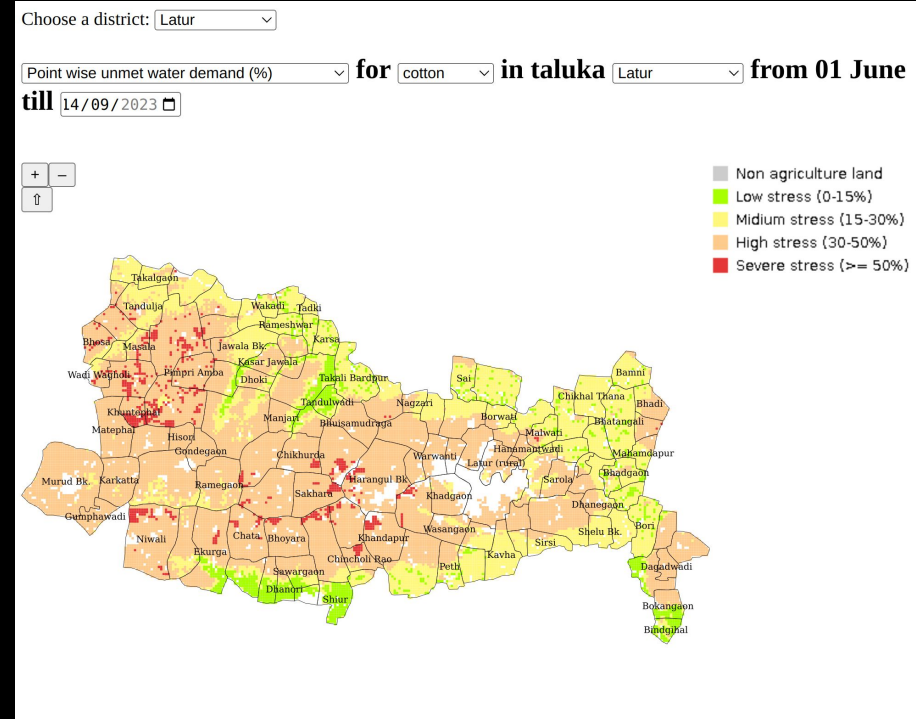 Choose a district: Latur
Point wise unmet water demand (%) for cotton in taluka Latur from 01 June
till 14/09/2023
+ –
⇧
Non agriculture land
Low stress (0-15%)
Midium stress (15-30%)
High stress (30-50%)
Severe stress (>= 50%)
Takalgaon
Tandulja
Wakadi
Tadki
Rameshwar
Karsa
Bhosa
Masala
Jawala Bk.
Kasar Jawala
Wadi Wagholi
Pimpri Amba
Dhoki
Takali Bardpur
Sai
Bamni
Chikhal Thana
Tandulwadi
Nagzari
Bhadi
Khuntephal
Manjari
Bhuisamudraga
Borwati
Bhatangali
Matephal
Hisori
Malwati
Gondegaon
Chikhurda
Warwanti
Hanamantwadi
Mahamdapur
Latur (rural)
Murud Bk.
Karkatta
Ramegaon
Harangul Bk.
Sarola
Bhadgaon
Sakhara
Khadgaon
Dhanegaon
Gumphawadi
Niwali
Chata
Bhoyara
Khandapur
Wasangaon
Sirsi
Shelu Bk.
Bori
Ekurga
Chincholi Rao
Kavha
Sawargaon
Peth
Dagadwadi
Dhanori
Shiur
Bokangaon
Bindgihal